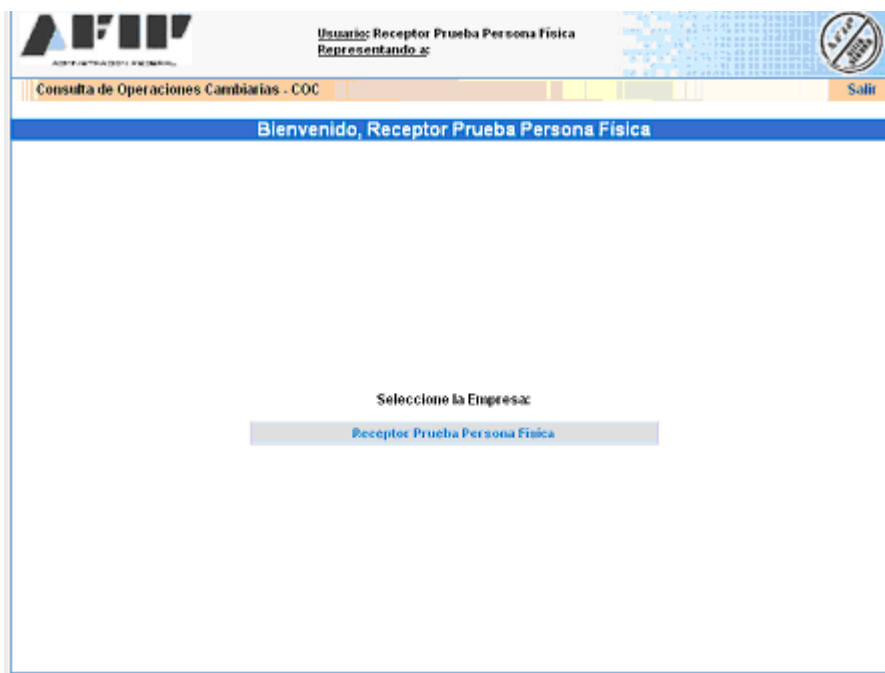 AFIP
Usuario: Receptor Prueba Persona Física
Representando a:
Consulta de Operaciones Cambiarias - COC
Salir
Bienvenido, Receptor Prueba Persona Física
Seleccione la Empresa:
Receptor Prueba Persona Física